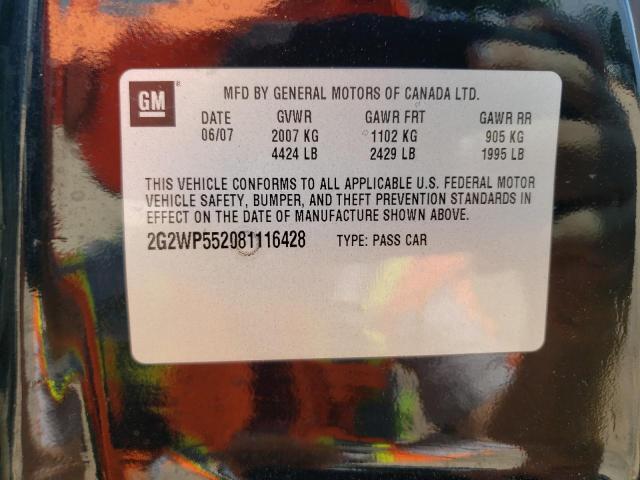 GM ®
MFD BY GENERAL MOTORS OF CANADA LTD.
DATE GVWR GAWR FRT GAWR RR
06/07 2007 KG 1102 KG 905 KG
4424 LB 2429 LB 1995 LB
THIS VEHICLE CONFORMS TO ALL APPLICABLE U.S. FEDERAL MOTOR
VEHICLE SAFETY, BUMPER, AND THEFT PREVENTION STANDARDS IN
EFFECT ON THE DATE OF MANUFACTURE SHOWN ABOVE.
2G2WP552081116428 TYPE: PASS CAR